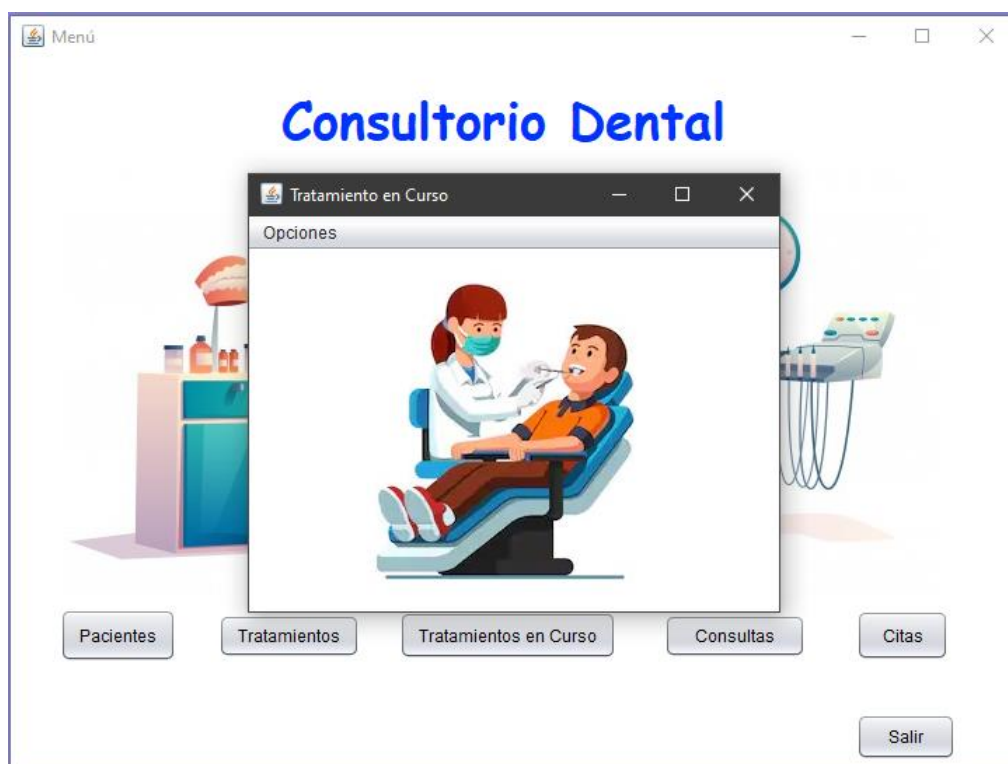 Menú
Consultorio Dental
Tratamiento en Curso
Opciones
Pacientes
Tratamientos
Tratamientos en Curso
Consultas
Citas
Salir